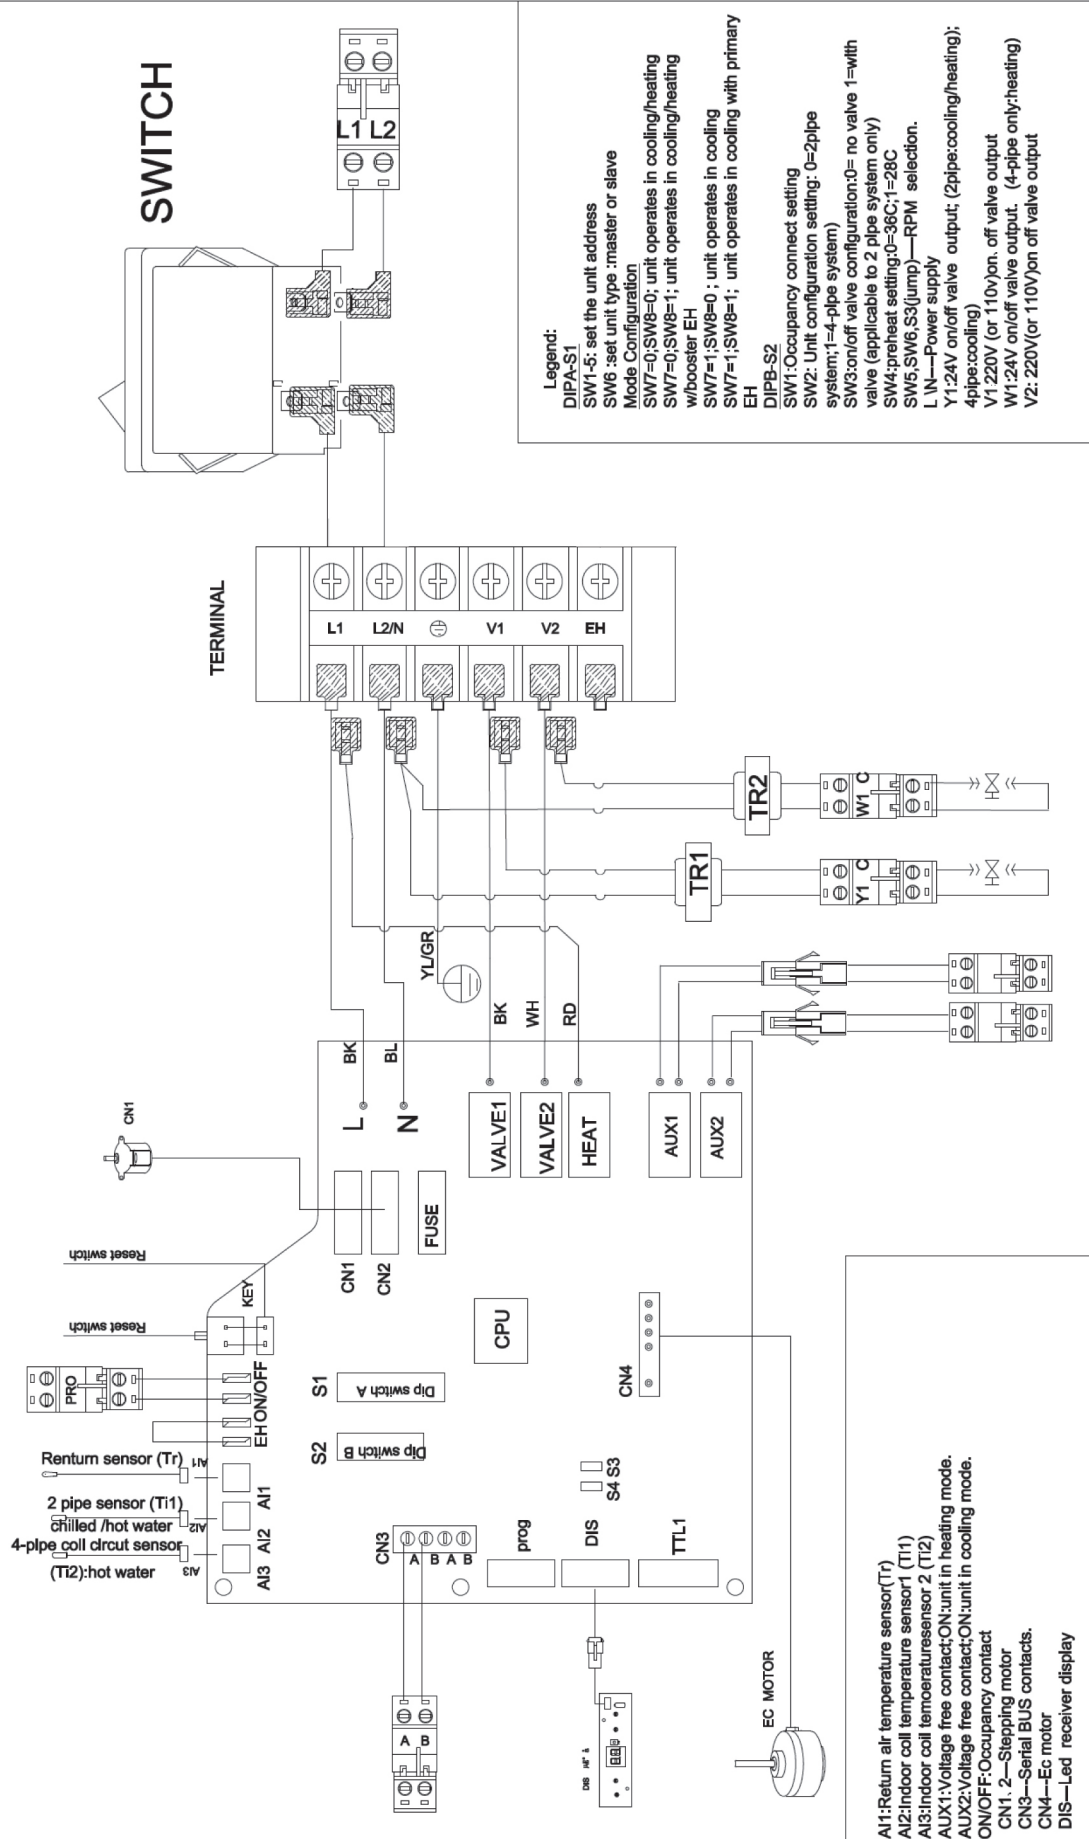 SWITCH
L1 L2
TERMINAL
L1
L2/N
V1
V2
EH
Legend:
DIPA-S1
SW1-5: set the unit address
SW6 :set unit type :master or slave
Mode Configuration
SW7=0;SW8=0; unit operates in cooling/heating
SW7=0;SW8=1; unit operates in cooling/heating
w/booster EH
SW7=1;SW8=0 ; unit operates in cooling
SW7=1;SW8=1; unit operates in cooling with primary
EH
DIPB-S2
SW1:Occupancy connect setting
SW2: Unit configuration setting: 0=2pipe
system;1=4-pipe system)
SW3:on/off valve configuration:0= no valve 1=with
valve (applicable to 2 pipe system only)
SW4:preheat setting:0=36C;1=28C
SW5,SW6,S3(jump)—RPM selection.
L \N---Power supply
Y1:24V on/off valve output; (2pipe:cooling/heating);
4pipe:cooling)
V1:220V (or 110v)on. off valve output
W1:24V on/off valve output. (4-pipe only:heating)
V2: 220V(or 110V)on off valve output
TR2
TR1
W1 C
Y1 C
YL/GR
BK
BL
BK
WH
RD
L
N
VALVE1
VALVE2
HEAT
AUX1
AUX2
CN1
Reset switch
Reset switch
KEY
CN1
CN2
FUSE
CPU
CN4
PRO
EH ON/OFF
S1
Dip switch A
S2
Dip switch B
S4 S3
Renturn sensor (Tr)
AI1
2 pipe sensor (Ti1)
chilled /hot water
AI2
4-pipe coil circut sensor
(Ti2):hot water
AI3
AI3 AI2 AI1
CN3
A B A B
prog
DIS
TTL1
A B
DIS
EC MOTOR
AI1:Return air temperature sensor(Tr)
AI2:Indoor coil temperature sensor1 (Ti1)
AI3:Indoor coil temoeraturesensor 2 (Ti2)
AUX1:Voltage free contact;ON:unit in heating mode.
AUX2:Voltage free contact;ON:unit in cooling mode.
ON/OFF:Occupancy contact
CN1. 2—Stepping motor
CN3---Serial BUS contacts.
CN4---Ec motor
DIS—Led receiver display